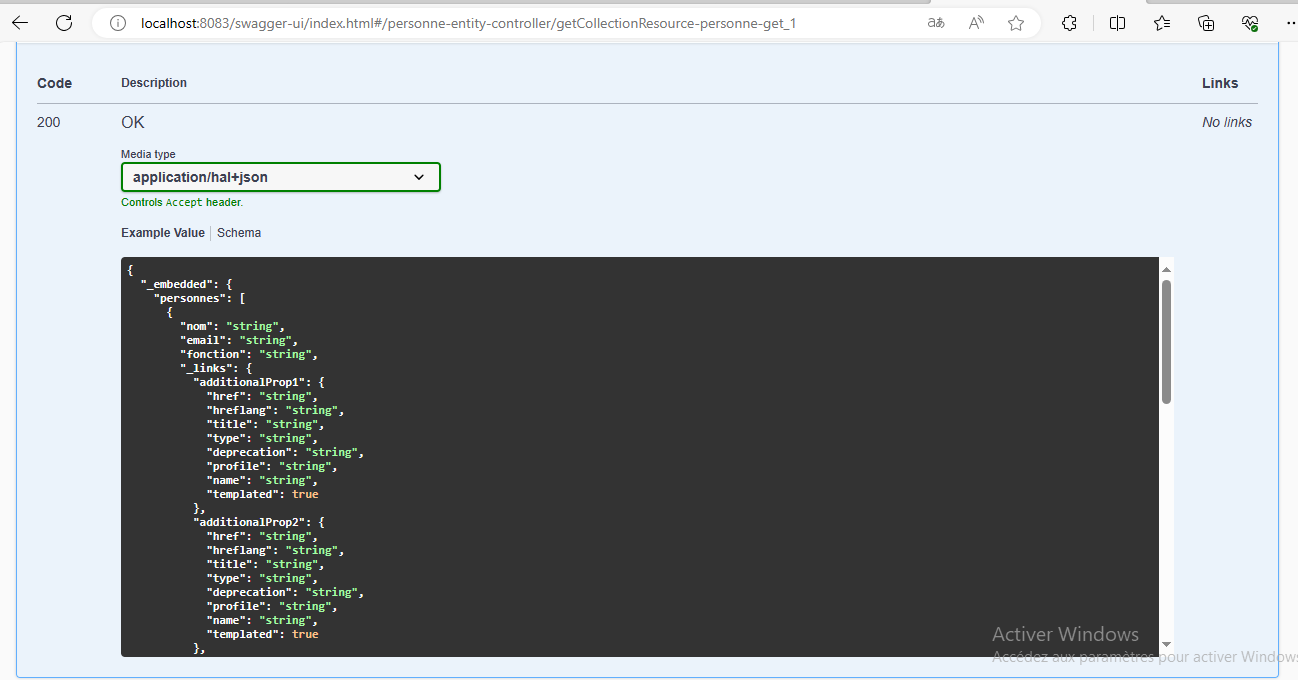 localhost:8083/swagger-ui/index.html#/personne-entity-controller/getCollectionResource-personne-get_1
Code Description Links
200 OK No links
Media type
application/hal+json
Controls Accept header.
Example Value Schema
{
"_embedded": {
"personnes": [
{
"nom": "string",
"email": "string",
"fonction": "string",
"_links": {
"additionalProp1": {
"href": "string",
"hreflang": "string",
"title": "string",
"type": "string",
"deprecation": "string",
"profile": "string",
"name": "string",
"templated": true
},
"additionalProp2": {
"href": "string",
"hreflang": "string",
"title": "string",
"type": "string",
"deprecation": "string",
"profile": "string",
"name": "string",
"templated": true
},
Activer Windows
Accédez aux paramètres pour activer Windows